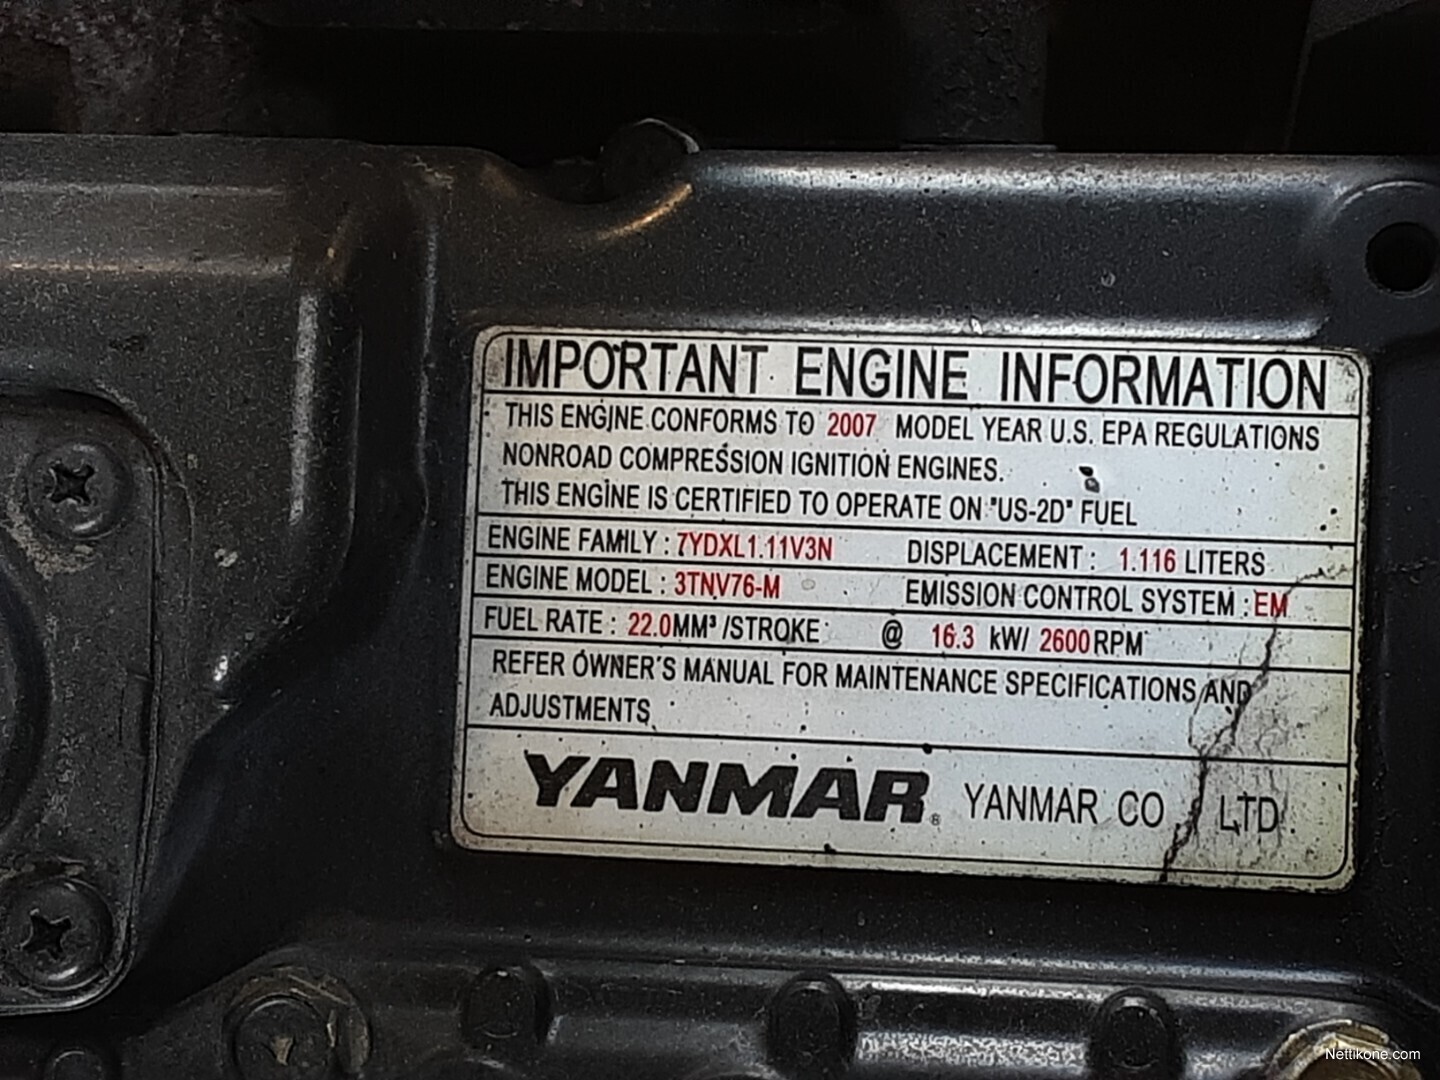 IMPORTANT ENGINE INFORMATION
THIS ENGINE CONFORMS TO 2007 MODEL YEAR U.S. EPA REGULATIONS
NONROAD COMPRESSION IGNITION ENGINES.
THIS ENGINE IS CERTIFIED TO OPERATE ON "US-2D" FUEL
ENGINE FAMILY : 7YDXL1.11V3N DISPLACEMENT : 1.116 LITERS
ENGINE MODEL : 3TNV76-M EMISSION CONTROL SYSTEM : EM
FUEL RATE : 22.0MM³ /STROKE @ 16.3 kW/ 2600RPM
REFER OWNER'S MANUAL FOR MAINTENANCE SPECIFICATIONS AND
ADJUSTMENTS
YANMAR® YANMAR CO LTD.
Nettikone.com